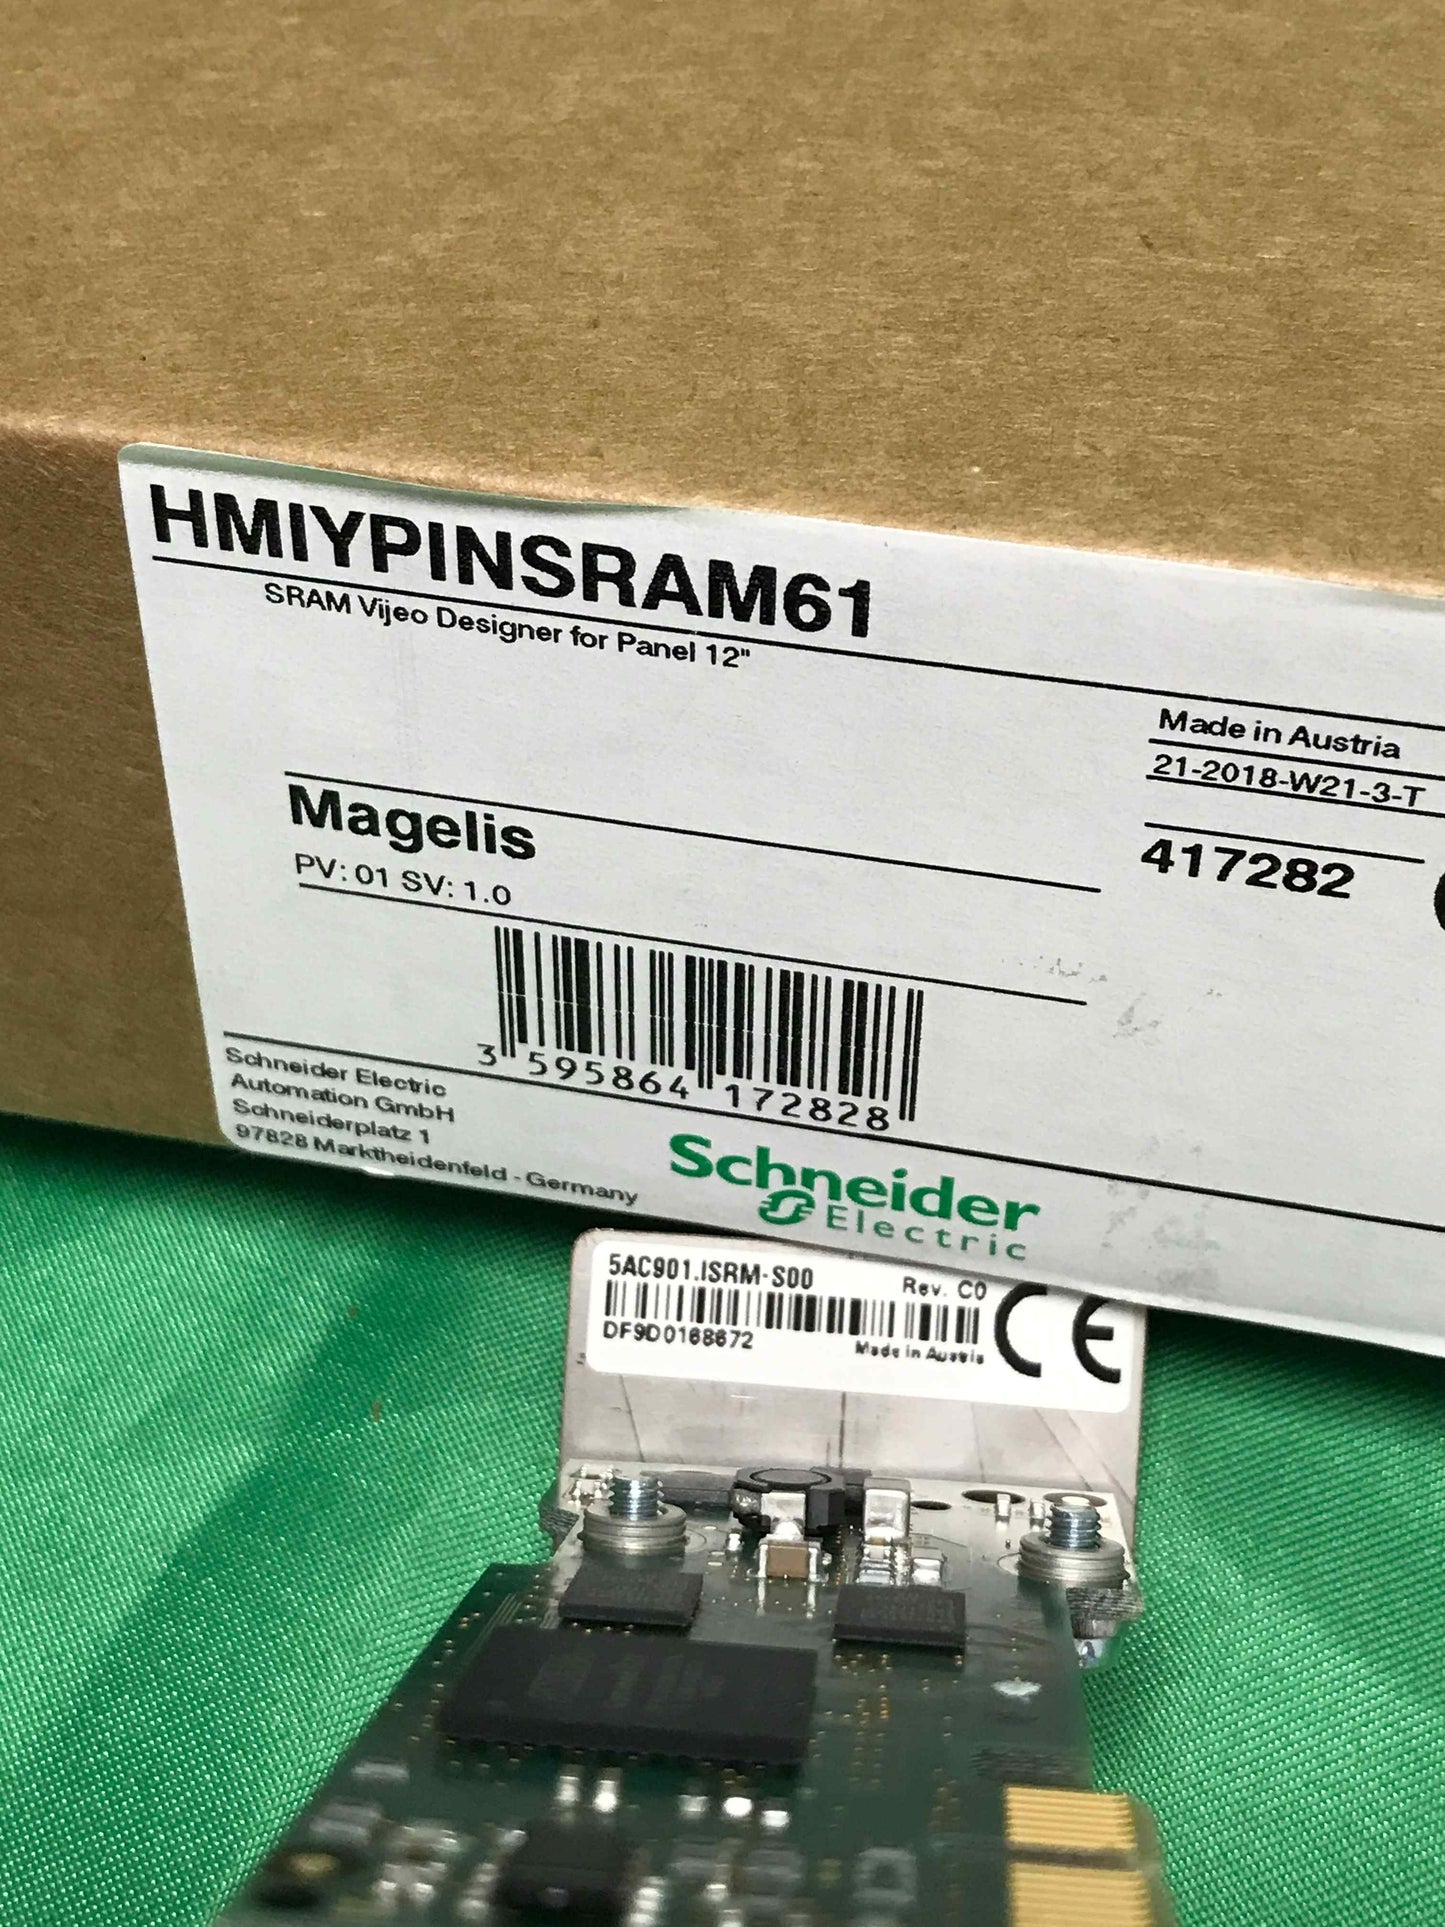 HMIYPINSRAM61
SRAM Vijeo Designer for Panel 12"
Made in Austria
21-2018-W21-3-T
Magelis
417282
PV: 01 SV: 1.0
3 595864 172828
Schneider Electric
Automation GmbH
Schneiderplatz 1
97828 Marktheidenfeld - Germany
Schneider
Electric
5AC901.ISRM-S00 Rev. C0
DF9D0168672
Made in Austria
CE